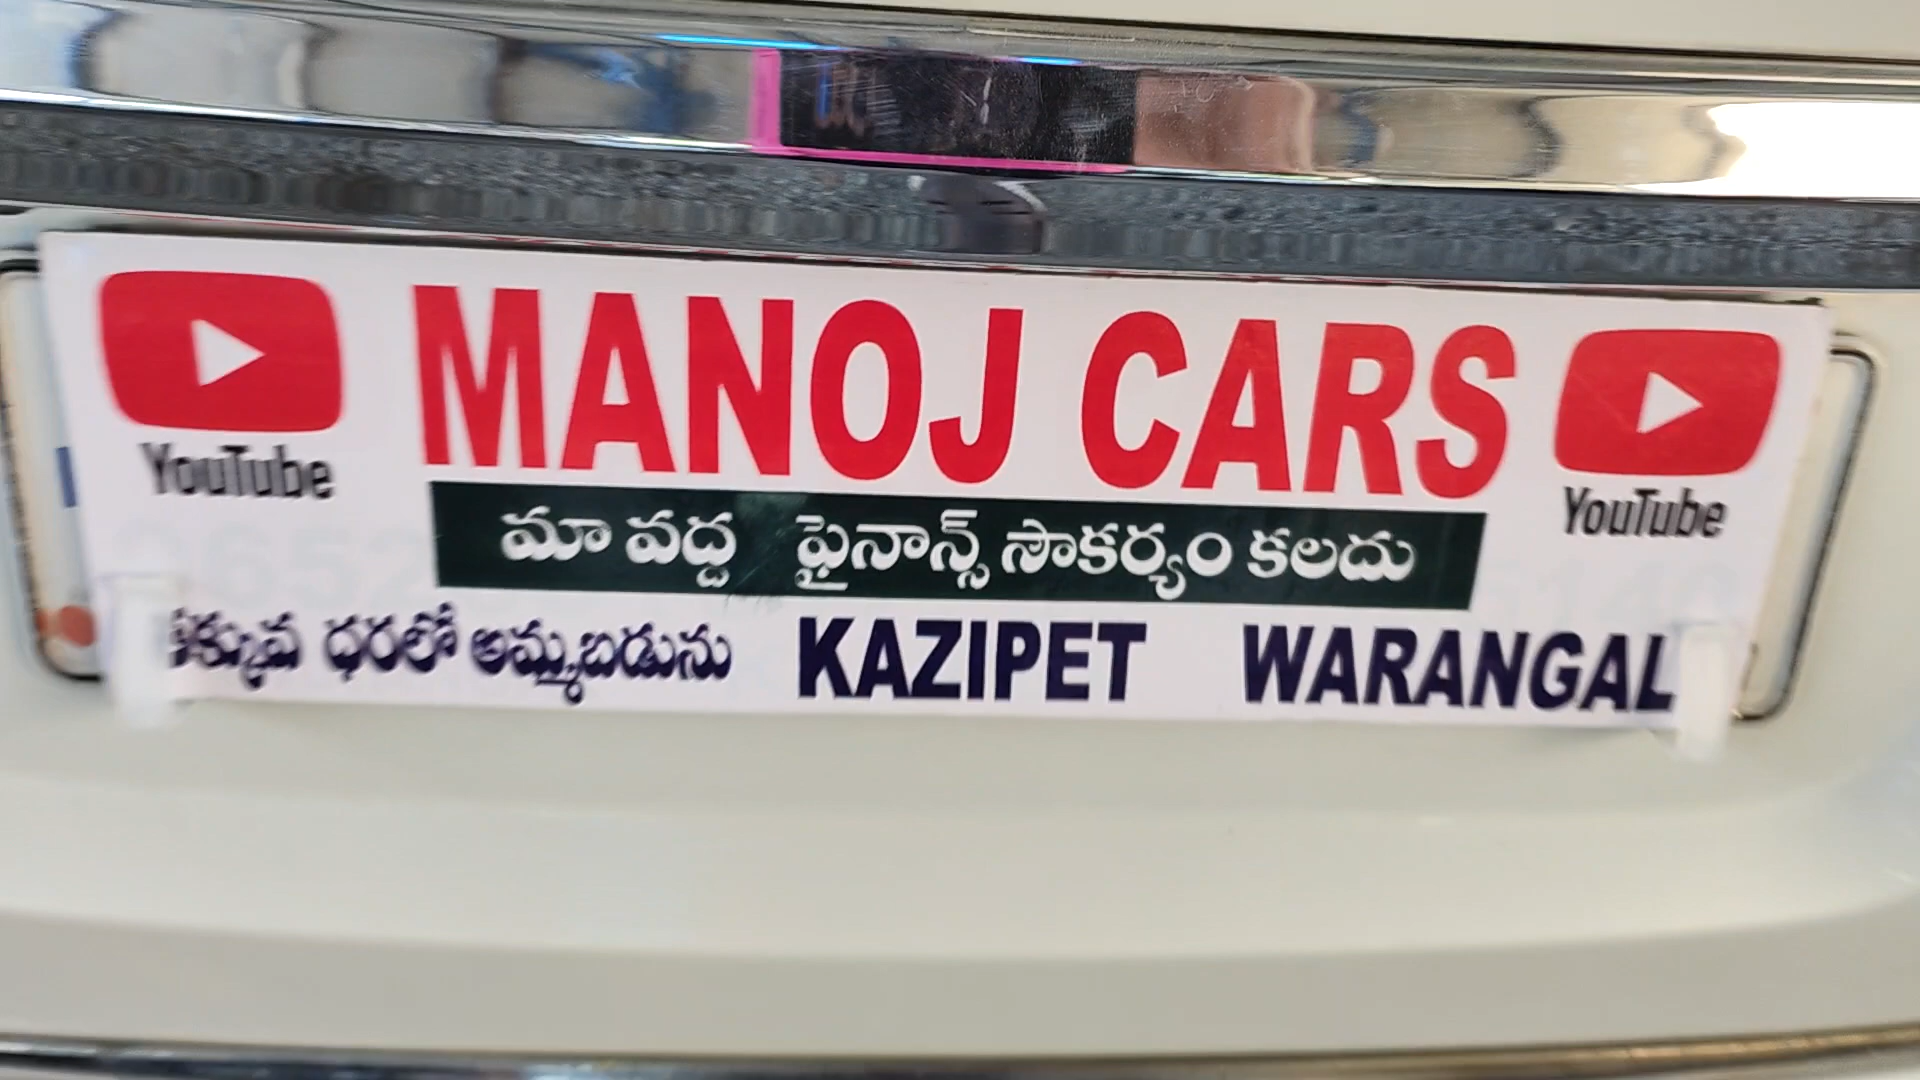 MANOJ CARS
YouTube
YouTube
మా వద్ద ఫైనాన్స్ సౌకర్యం కలదు
ధరలో అమ్మబడును KAZIPET WARANGAL